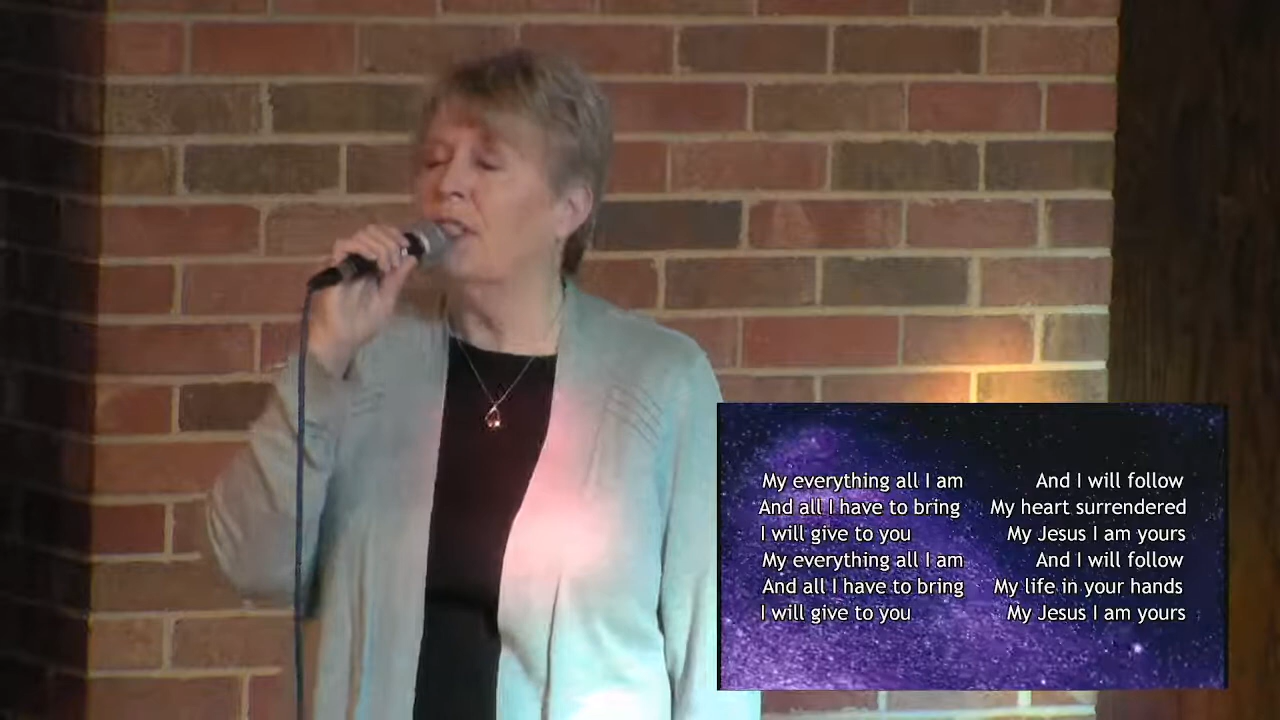 My everything all I am
And all I have to bring
I will give to you
My everything all I am
And all I have to bring
I will give to you
And I will follow
My heart surrendered
My Jesus I am yours
And I will follow
My life in your hands
My Jesus I am yours